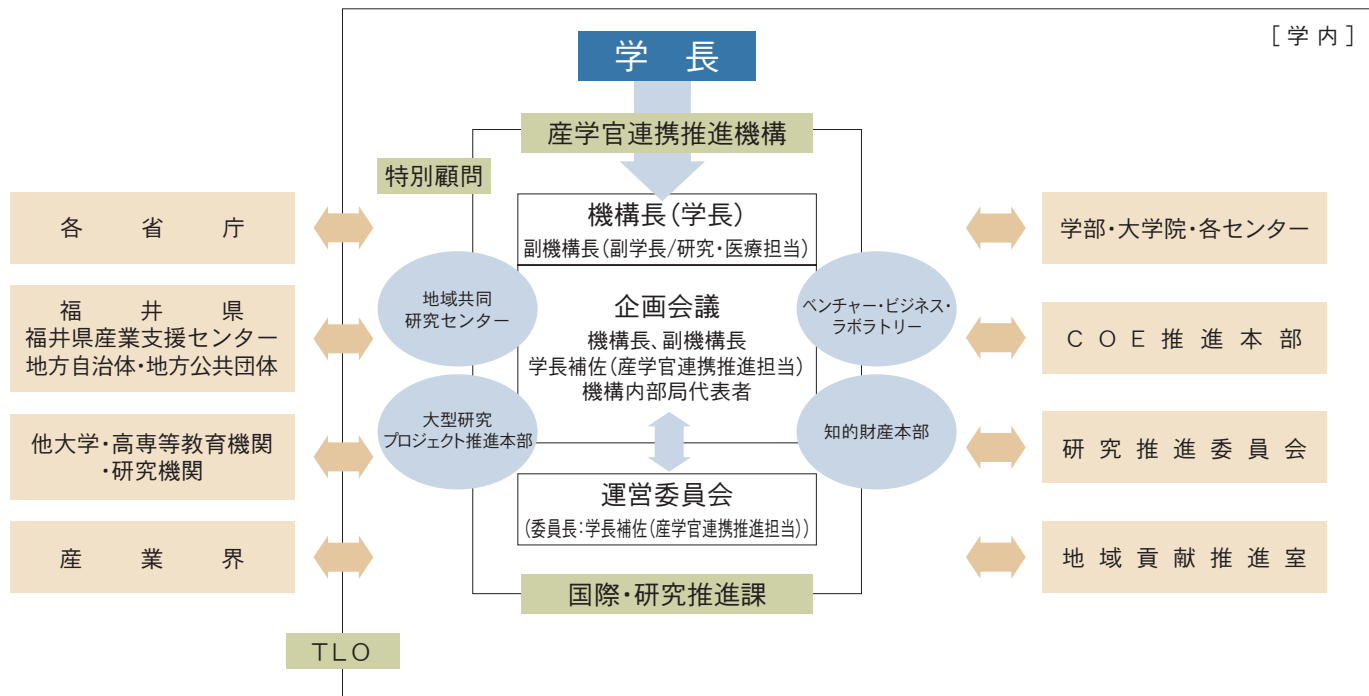 [学内]
学長
産学官連携推進機構
特別顧問
機構長(学長)
副機構長(副学長/研究・医療担当)
企画会議
機構長、副機構長
学長補佐(産学官連携推進担当)
機構内部局代表者
運営委員会
(委員長:学長補佐(産学官連携推進担当))
国際・研究推進課
地域共同
研究センター
大型研究
プロジェクト推進本部
ベンチャー・ビジネス・
ラボラトリー
知的財産本部
各省庁
福井県
福井県産業支援センター
地方自治体・地方公共団体
他大学・高専等教育機関
・研究機関
産業界
TLO
学部・大学院・各センター
COE推進本部
研究推進委員会
地域貢献推進室